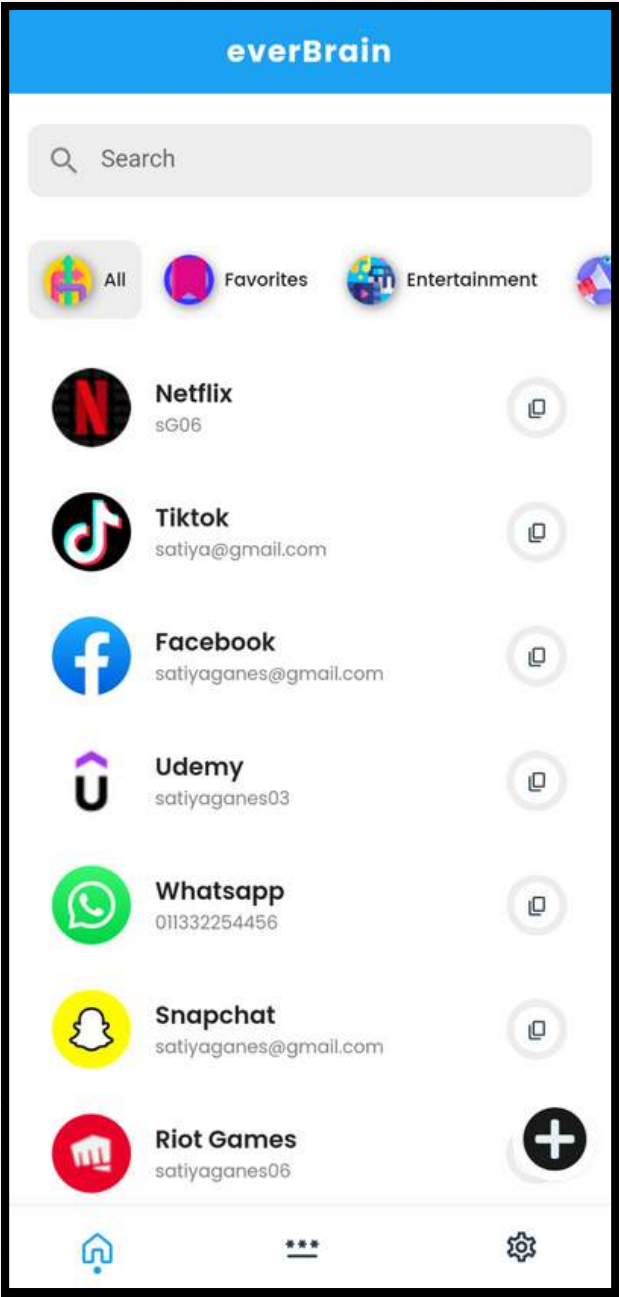 everBrain
Search
All Favorites Entertainment
Netflix
sG06
Tiktok
satiya@gmail.com
Facebook
satiyaganes@gmail.com
Udemy
satiyaganes03
Whatsapp
011332254456
Snapchat
satiyaganes@gmail.com
Riot Games
satiyaganes06
***